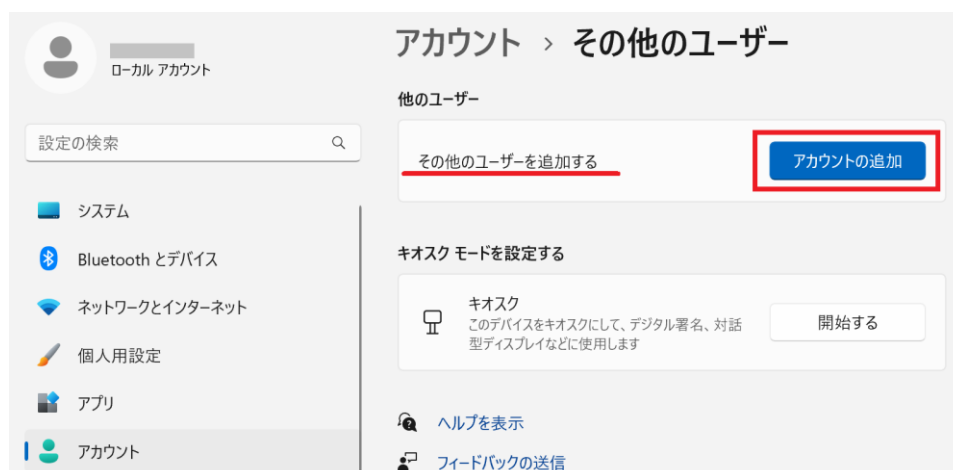 ローカル アカウント
設定の検索
システム
Bluetooth とデバイス
ネットワークとインターネット
個人用設定
アプリ
アカウント
アカウント › その他のユーザー
他のユーザー
その他のユーザーを追加する
アカウントの追加
キオスク モードを設定する
キオスク
このデバイスをキオスクにして、デジタル署名、対話
型ディスプレイなどに使用します
開始する
ヘルプを表示
フィードバックの送信